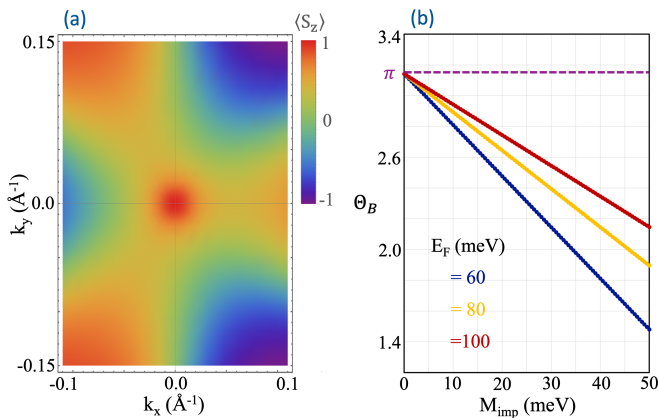 (a)
⟨S_z⟩
0.15
0.0
-0.15
k_y (Å⁻¹)
-0.1
0.0
0.1
k_x (Å⁻¹)
1
0
-1
(b)
3.4
π
2.6
Θ_B
2.0
1.4
E_F (meV)
= 60
= 80
=100
0
10
20
30
40
50
M_imp (meV)